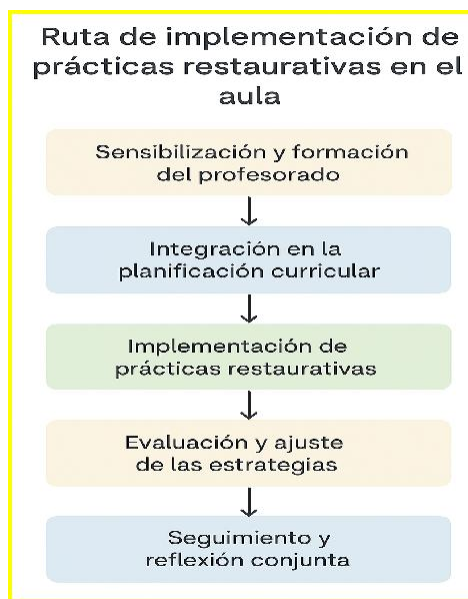 Ruta de implementación de
prácticas restaurativas en el
aula
Sensibilización y formación
del profesorado
Integración en la
planificación curricular
Implementación de
prácticas restaurativas
Evaluación y ajuste
de las estrategias
Seguimiento y
reflexión conjunta